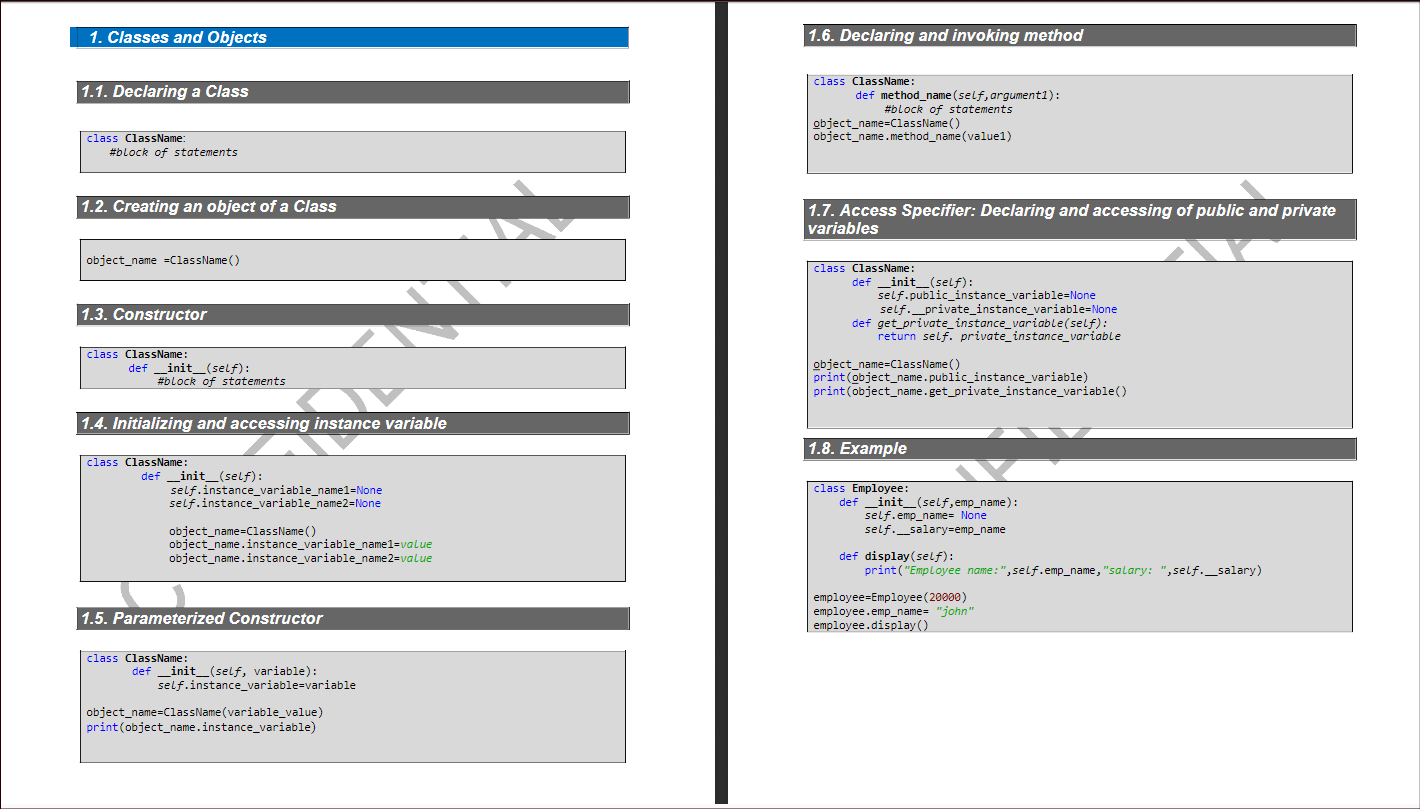 1. Classes and Objects
1.1. Declaring a Class
class ClassName:
#block of statements
1.2. Creating an object of a Class
object_name =ClassName()
1.3. Constructor
class ClassName:
def __init__(self):
#block of statements
1.4. Initializing and accessing instance variable
class ClassName:
def __init__(self):
self.instance_variable_name1=None
self.instance_variable_name2=None
object_name=ClassName()
object_name.instance_variable_name1=value
object_name.instance_variable_name2=value
1.5. Parameterized Constructor
class ClassName:
def __init__(self, variable):
self.instance_variable=variable
object_name=ClassName(variable_value)
print(object_name.instance_variable)
CONFIDENTIAL
1.6. Declaring and invoking method
class ClassName:
def method_name(self,argument1):
#block of statements
object_name=ClassName()
object_name.method_name(value1)
1.7. Access Specifier: Declaring and accessing of public and private
variables
class ClassName:
def __init__(self):
self.public_instance_variable=None
self.__private_instance_variable=None
def get_private_instance_variable(self):
return self. private_instance_variable
object_name=ClassName()
print(object_name.public_instance_variable)
print(object_name.get_private_instance_variable()
1.8. Example
class Employee:
def __init__(self,emp_name):
self.emp_name= None
self.__salary=emp_name
def display(self):
print("Employee name:",self.emp_name,"salary: ",self.__salary)
employee=Employee(20000)
employee.emp_name= "john"
employee.display()